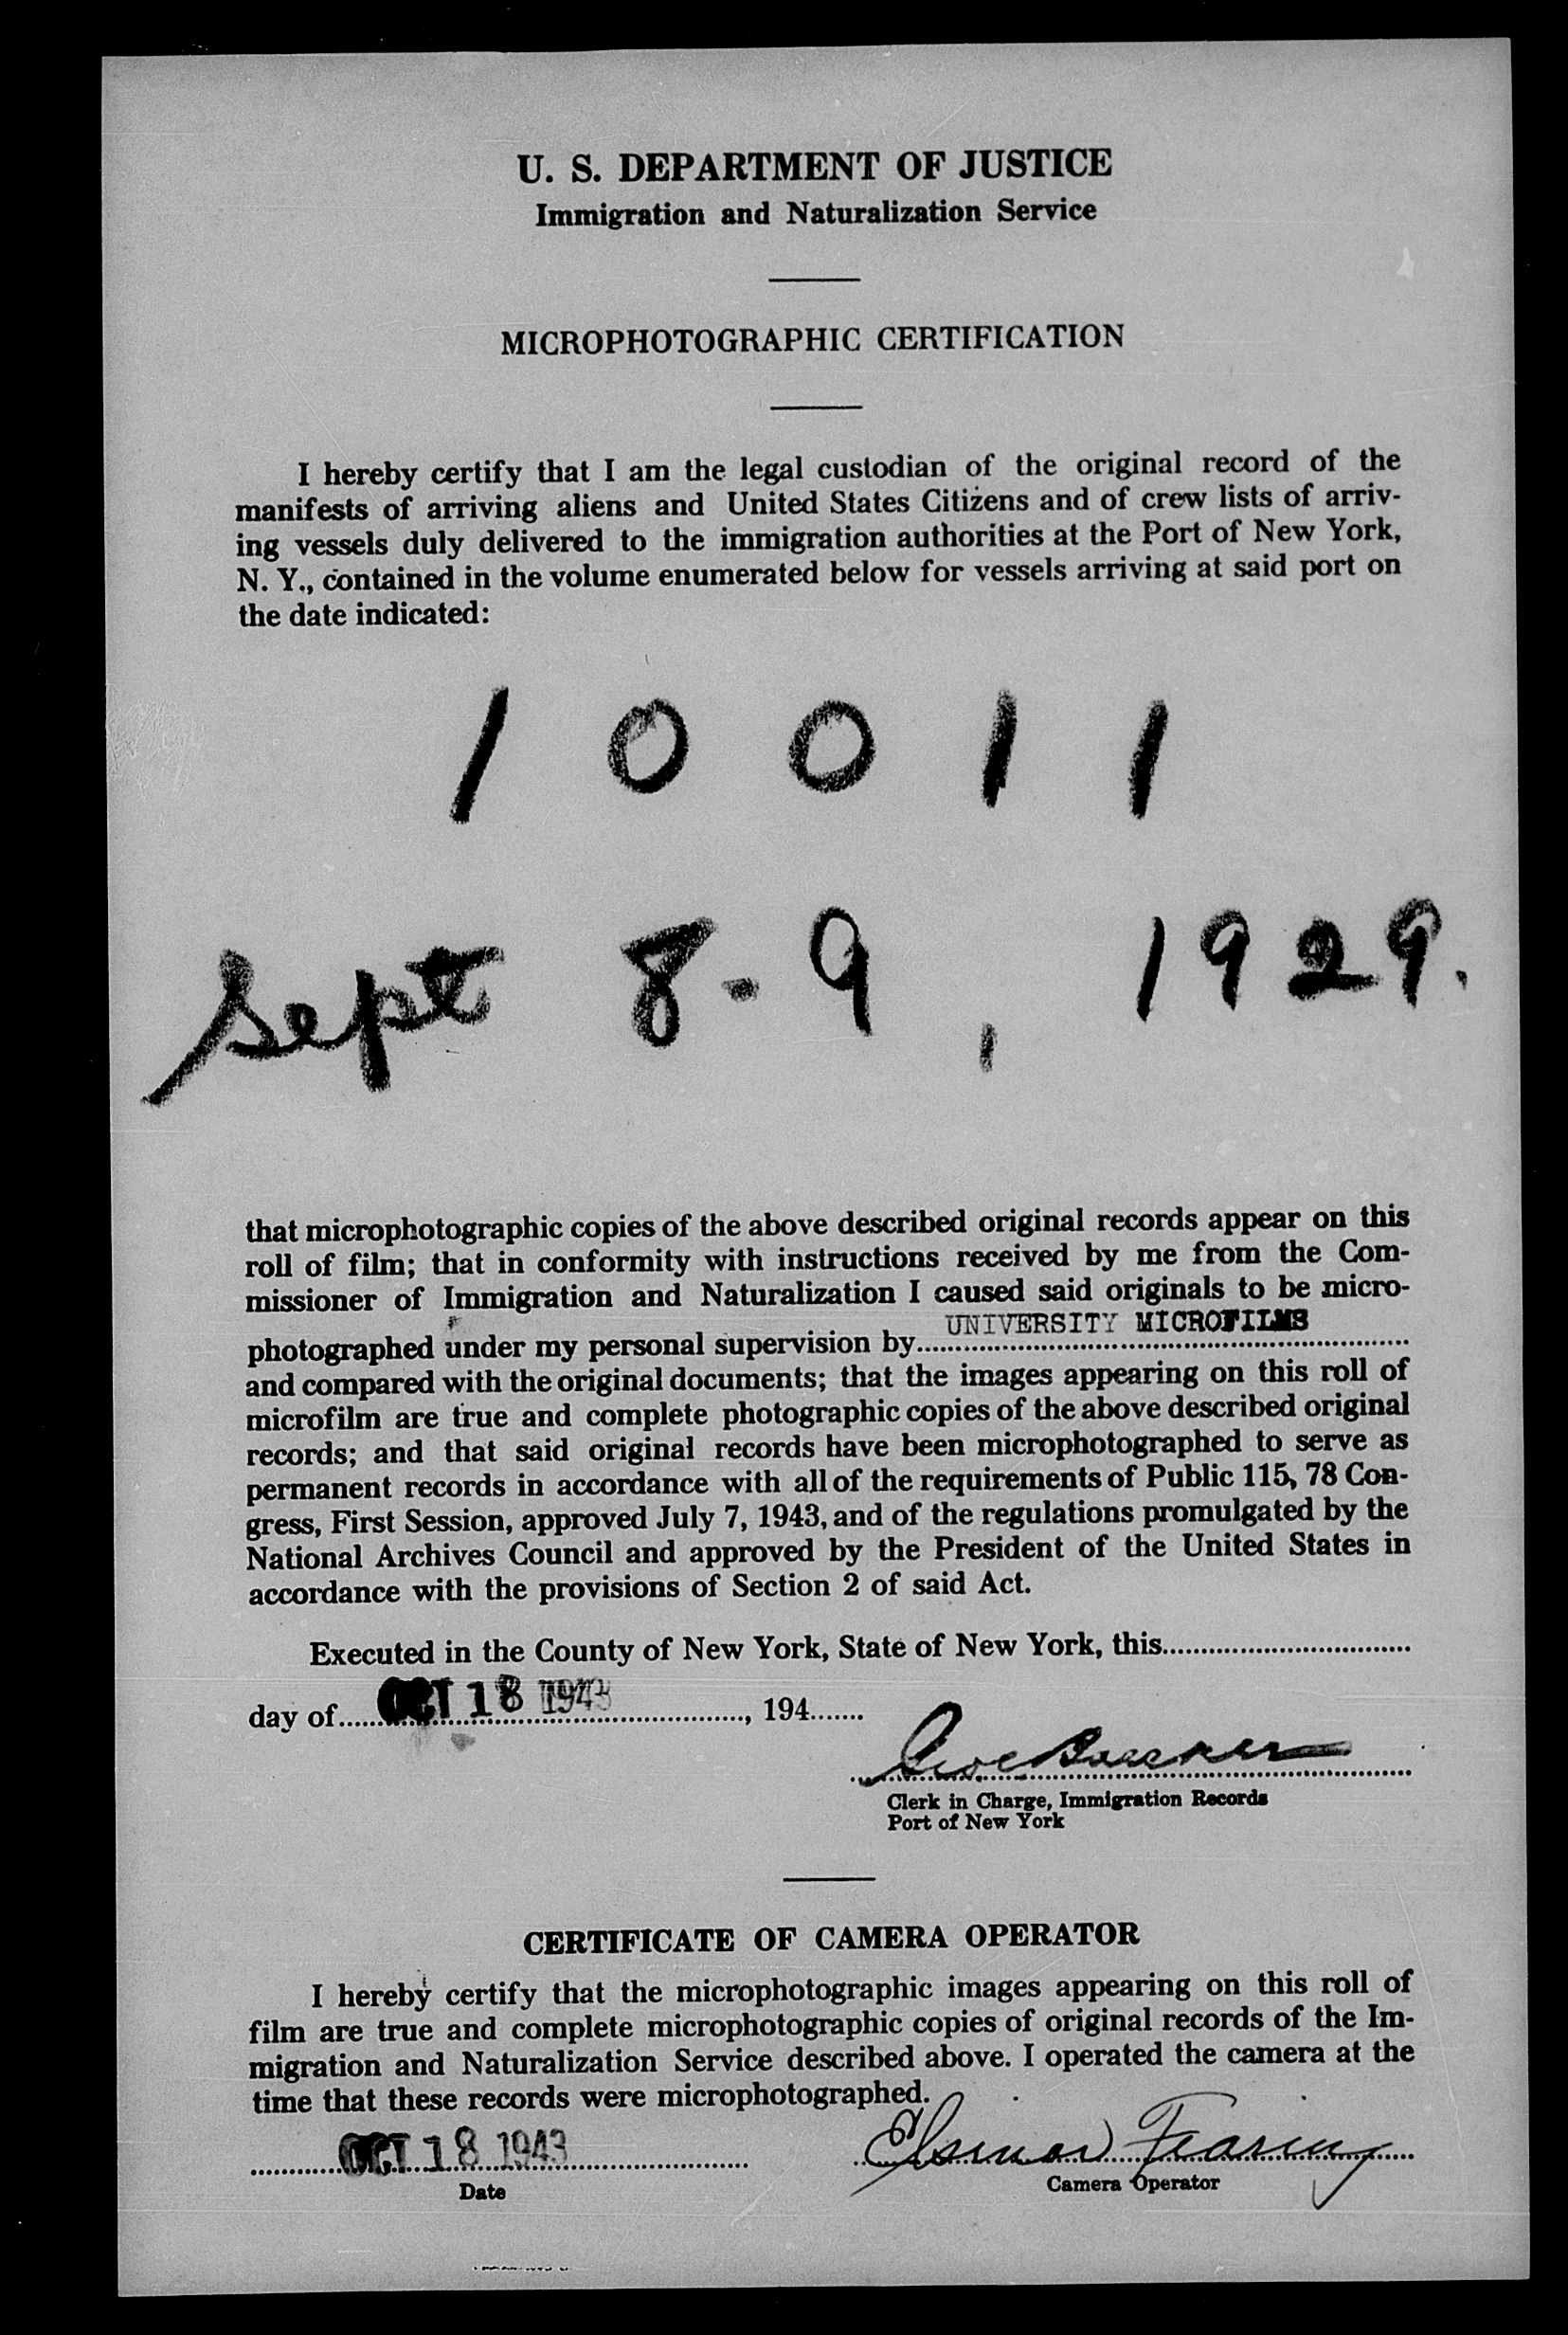 U. S. DEPARTMENT OF JUSTICE
Immigration and Naturalization Service
MICROPHOTOGRAPHIC CERTIFICATION
I hereby certify that I am the legal custodian of the original record of the
manifests of arriving aliens and United States Citizens and of crew lists of arriv-
ing vessels duly delivered to the immigration authorities at the Port of New York,
N. Y., contained in the volume enumerated below for vessels arriving at said port on
the date indicated:
1 0 0 1 1
Sept 8-9, 1929.
that microphotographic copies of the above described original records appear on this
roll of film; that in conformity with instructions received by me from the Com-
missioner of Immigration and Naturalization I caused said originals to be micro-
photographed under my personal supervision by UNIVERSITY MICROFILMS
and compared with the original documents; that the images appearing on this roll of
microfilm are true and complete photographic copies of the above described original
records; and that said original records have been microphotographed to serve as
permanent records in accordance with all of the requirements of Public 115, 78 Con-
gress, First Session, approved July 7, 1943, and of the regulations promulgated by the
National Archives Council and approved by the President of the United States in
accordance with the provisions of Section 2 of said Act.
Executed in the County of New York, State of New York, this
day of OCT 18 1943, 194
Clerk in Charge, Immigration Records
Port of New York
CERTIFICATE OF CAMERA OPERATOR
I hereby certify that the microphotographic images appearing on this roll of
film are true and complete microphotographic copies of original records of the Im-
migration and Naturalization Service described above. I operated the camera at the
time that these records were microphotographed.
OCT 18 1943 Fearing
Date Camera Operator